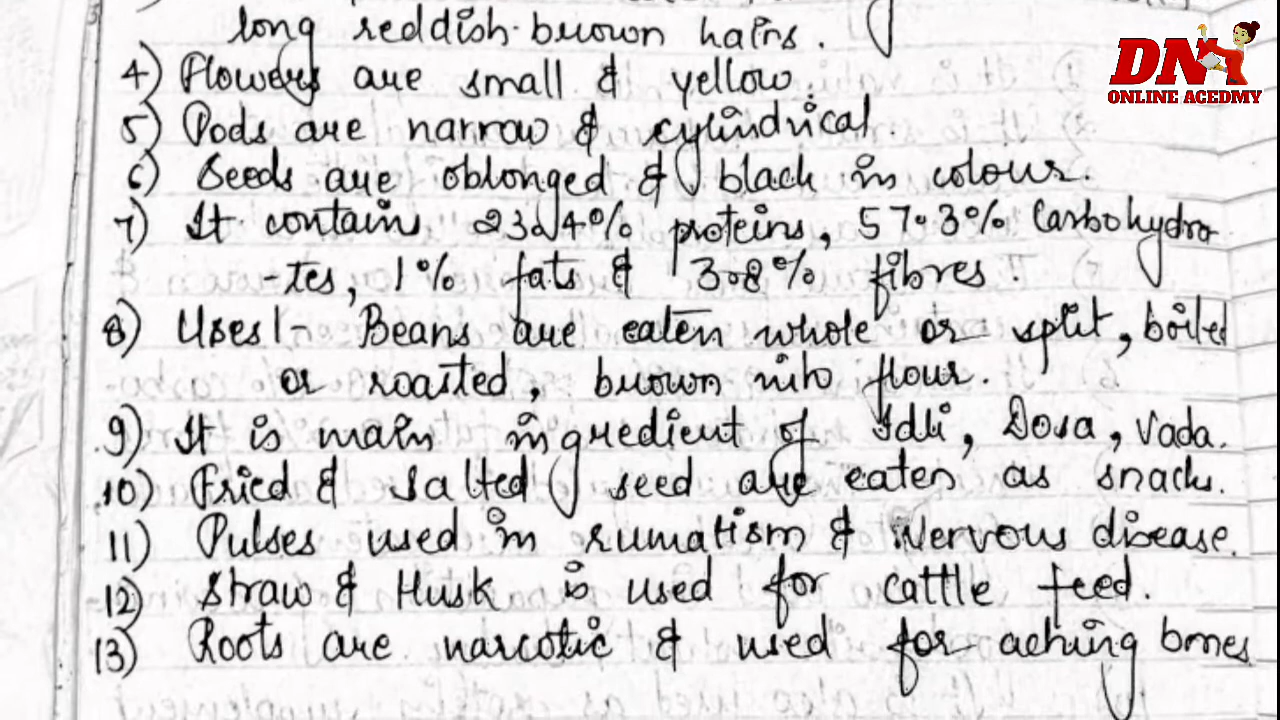 long reddish-brown hairs.
4) Flowers are small & yellow.
5) Pods are narrow & cylindrical.
6) Seeds are oblonged & black in colour.
7) It contains 23.4% proteins, 57.3% Carbohydra
-tes, 1% fats & 3.8% fibres.
8) Uses:- Beans are eaten whole or split, boiled
or roasted, brown into flour.
9) It is main ingredient of Idli, Dosa, Vada.
10) Fried & salted seed are eaten as snacks.
11) Pulses used in rumatism & Nervous disease.
12) Straw & Husk is used for cattle feed.
13) Roots are narcotic & used for aching bones
DN
ONLINE ACEDMY